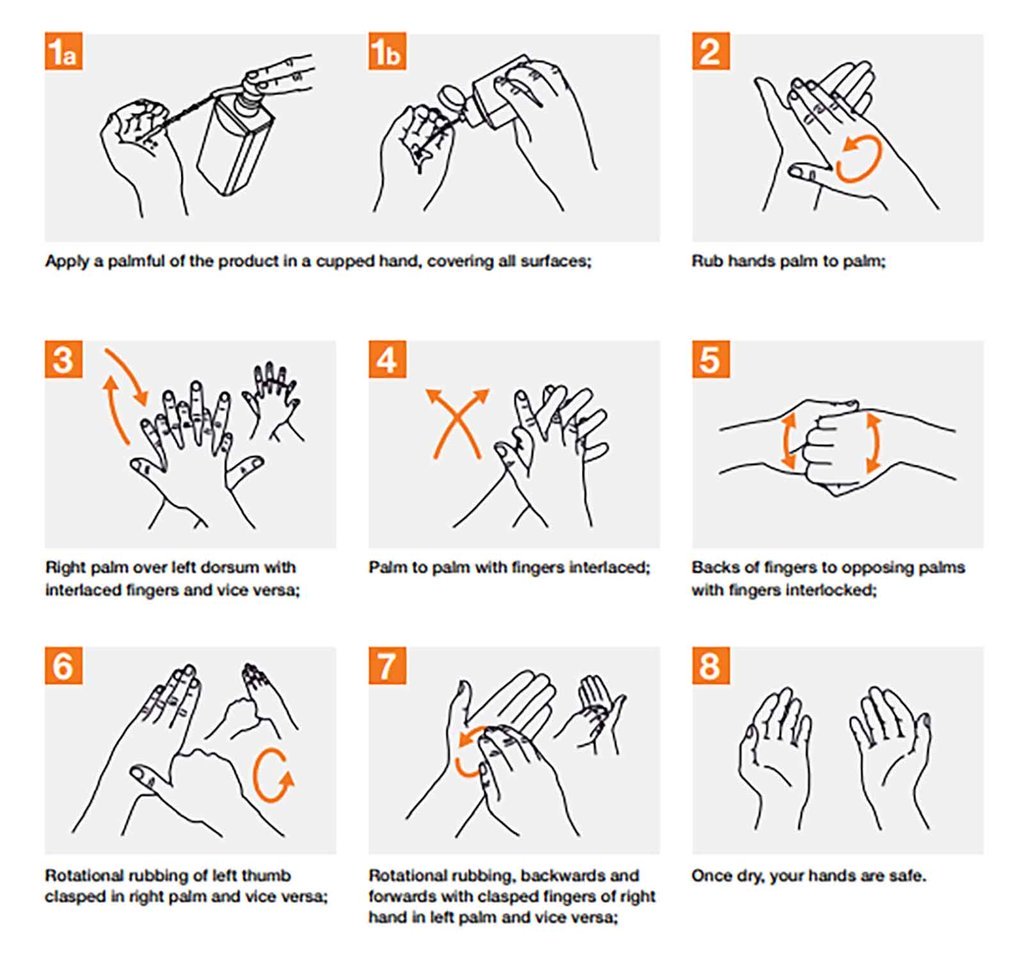 1a
1b
2
Apply a palmful of the product in a cupped hand, covering all surfaces;
Rub hands palm to palm;
3
4
5
Right palm over left dorsum with
interlaced fingers and vice versa;
Palm to palm with fingers interlaced;
Backs of fingers to opposing palms
with fingers interlocked;
6
7
8
Rotational rubbing of left thumb
clasped in right palm and vice versa;
Rotational rubbing, backwards and
forwards with clasped fingers of right
hand in left palm and vice versa;
Once dry, your hands are safe.